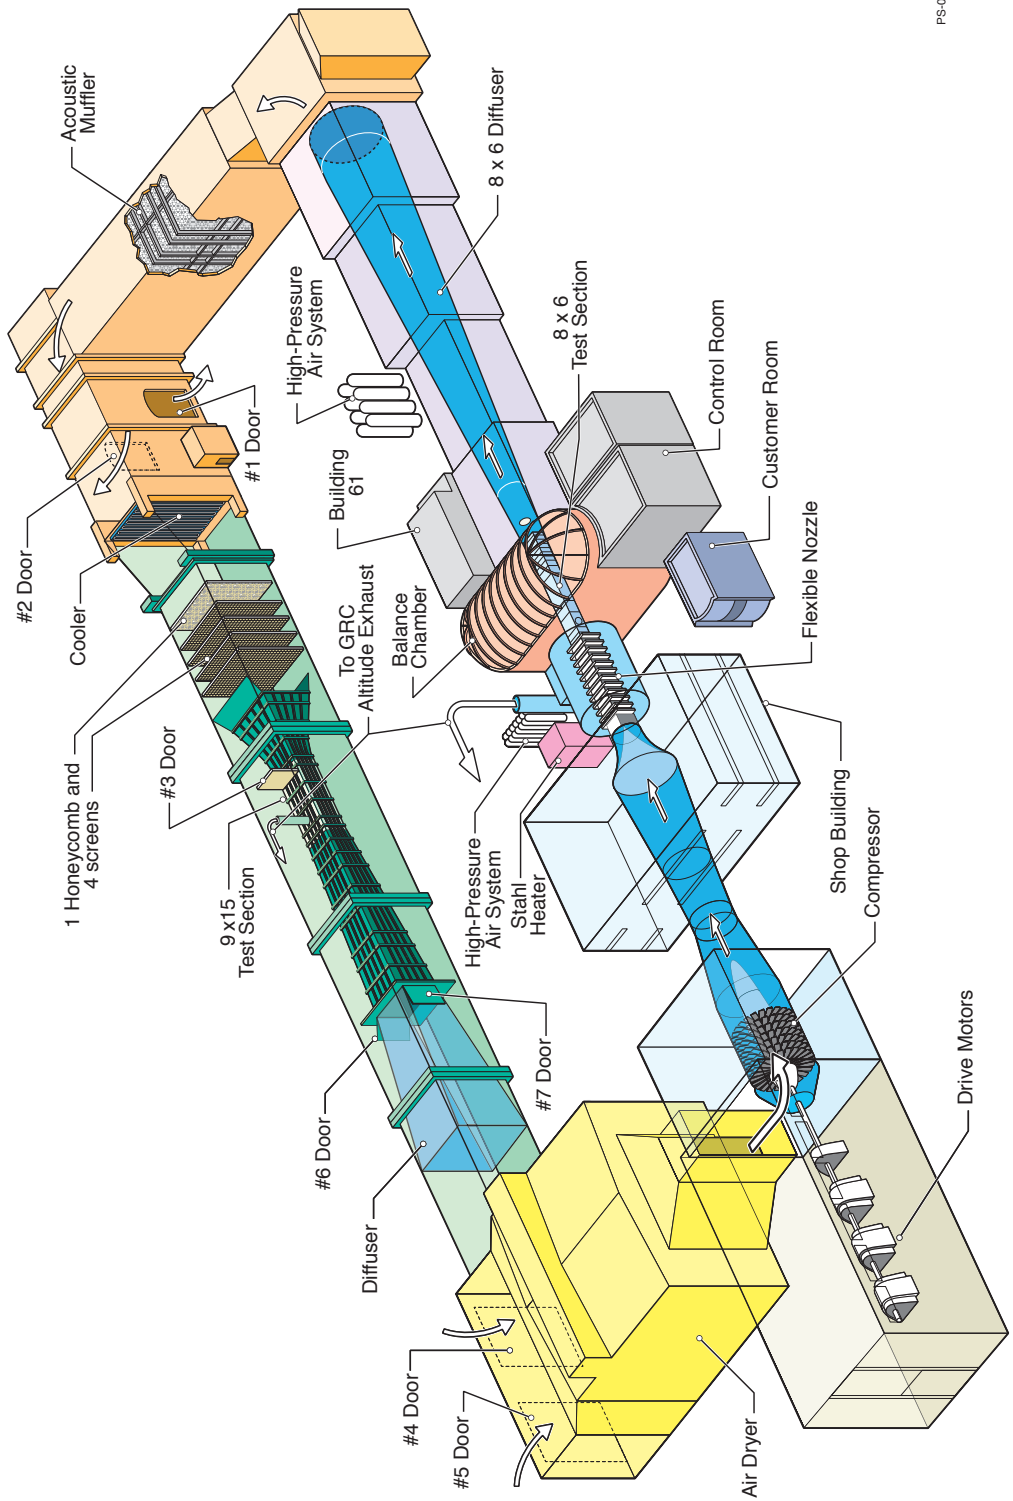 Acoustic
Muffler
#2 Door
Cooler
1 Honeycomb and
4 screens
#3 Door
9 x15
Test Section
#6 Door
Diffuser
#4 Door
#5 Door
Air Dryer
#7 Door
#1 Door
High-Pressure
Air System
Building
61
To GRC
Altitude Exhaust
Balance
Chamber
High-Pressure
Air System
Stahl
Heater
8 x 6 Diffuser
8 x 6
Test Section
Control Room
Customer Room
Flexible Nozzle
Shop Building
Compressor
Drive Motors